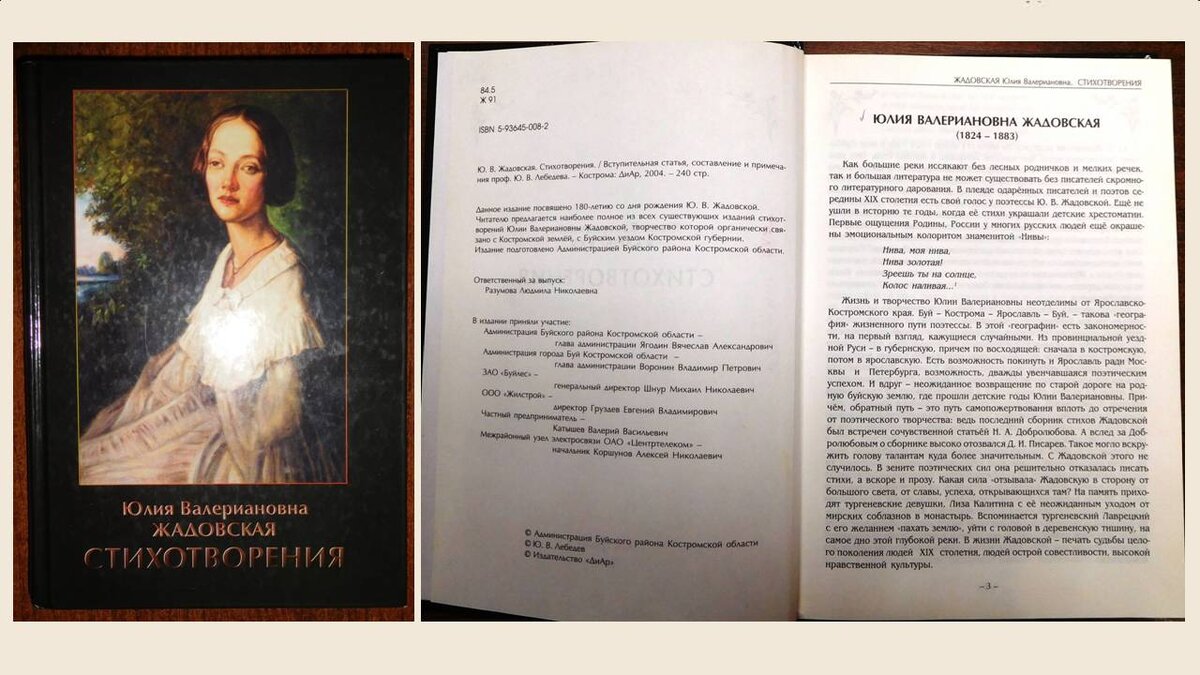 Юлия Валериановна
ЖАДОВСКАЯ
СТИХОТВОРЕНИЯ
84.5
Ж 91
ISBN 5-93645-008-2
Ю. В. Жадовская. Стихотворения. / Вступительная статья, составление и примеча-
ния проф. Ю. В. Лебедева. – Кострома: ДиАр, 2004. – 240 стр.
Данное издание посвящено 180-летию со дня рождения Ю. В. Жадовской.
Читателю предлагается наиболее полное из всех существующих изданий стихот-
ворений Юлии Валериановны Жадовской, творчество которой органически свя-
зано с Костромской землёй, с Буйским уездом Костромской губернии.
Издание подготовлено Администрацией Буйского района Костромской области.
Ответственный за выпуск:
Разумова Людмила Николаевна
В издании приняли участие:
Администрация Буйского района Костромской области –
глава администрации Ягодин Вячеслав Александрович
Администрация города Буй Костромской области –
глава администрации Воронин Владимир Петрович
ЗАО «Буйлес» –
генеральный директор Шнур Михаил Николаевич
ООО «Жилстрой» –
директор Груздев Евгений Владимирович
Частный предприниматель –
Катышев Валерий Васильевич
Межрайонный узел электросвязи ОАО «Центртелеком» –
начальник Коршунов Алексей Николаевич
© Администрация Буйского района Костромской области
© Ю. В. Лебедев
© Издательство «ДиАр»
ЖАДОВСКАЯ Юлия Валериановна. СТИХОТВОРЕНИЯ
ЮЛИЯ ВАЛЕРИАНОВНА ЖАДОВСКАЯ
(1824 – 1883)
Как большие реки иссякают без лесных родничков и мелких речек,
так и большая литература не может существовать без писателей скромно-
го литературного дарования. В плеяде одарённых писателей и поэтов се-
редины XIX столетия есть свой голос у поэтессы Ю. В. Жадовской. Ещё не
ушли в историю те годы, когда её стихи украшали детские хрестоматии.
Первые ощущения Родины, России у многих русских людей ещё окраше-
ны эмоциональным колоритом знаменитой «Нивы»:
Нива, моя нива,
Нива золотая!
Зреешь ты на солнце,
Колос наливая...¹
Жизнь и творчество Юлии Валериановны неотделимы от Ярославско-
Костромского края. Буй – Кострома – Ярославль – Буй, – такова «геогра-
фия» жизненного пути поэтессы. В этой «географии» есть закономернос-
ти, на первый взгляд, кажущиеся случайными. Из провинциальной уезд-
ной Руси – в губернскую, причем по восходящей: сначала в костромскую,
потом в ярославскую. Есть возможность покинуть и Ярославль ради Мос-
квы и Петербурга, возможность, дважды увенчавшаяся поэтическим
успехом. И вдруг – неожиданное возвращение по старой дороге на род-
ную буйскую землю, где прошли детские годы Юлии Валериановны. При-
чём, обратный путь – это путь самопожертвования вплоть до отречения
от поэтического творчества: ведь последний сборник стихов Жадовской
был встречен сочувственной статьёй Н. А. Добролюбова. А вслед за Доб-
ролюбовым о сборнике высоко отозвался Д. И. Писарев. Такое могло вскру-
жить голову талантам куда более значительным. С Жадовской этого не
случилось. В зените поэтических сил она решительно отказалась писать
стихи, а вскоре и прозу. Какая сила «отзывала» Жадовскую в сторону от
большого света, от славы, успеха, открывающихся там? На память прихо-
дят тургеневские девушки. Лиза Калитина с её неожиданным уходом от
мирских соблазнов в монастырь. Вспоминается тургеневский Лаврецкий
с его желанием «пахать землю», уйти с головой в деревенскую тишину, на
самое дно этой глубокой реки. В жизни Жадовской – печать судьбы цело-
го поколения людей XIX столетия, людей острой совестливости, высокой
нравственной культуры.
–3–